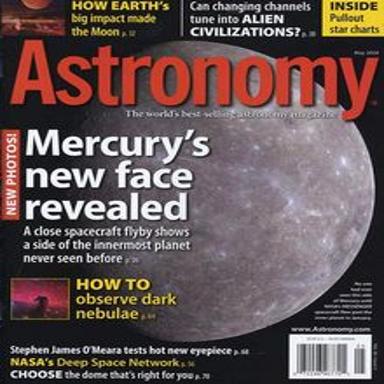 HOW EARTH's
big impact made
the Moon p. 32
Can changing channels
tune into ALIEN
CIVILIZATIONS? p. 38
INSIDE
Pullout
star charts
Astronomy
The world's best-selling astronomy magazine
NEW PHOTOS!
Mercury's
new face
revealed
A close spacecraft flyby shows
a side of the innermost planet
never seen before
HOW TO
observe dark
nebulae p. 64
www.Astronomy.com
Stephen James O'Meara tests hot new eyepiece p. 68
NASA's Deep Space Network p. 56
CHOOSE the dome that's right for you p. 70